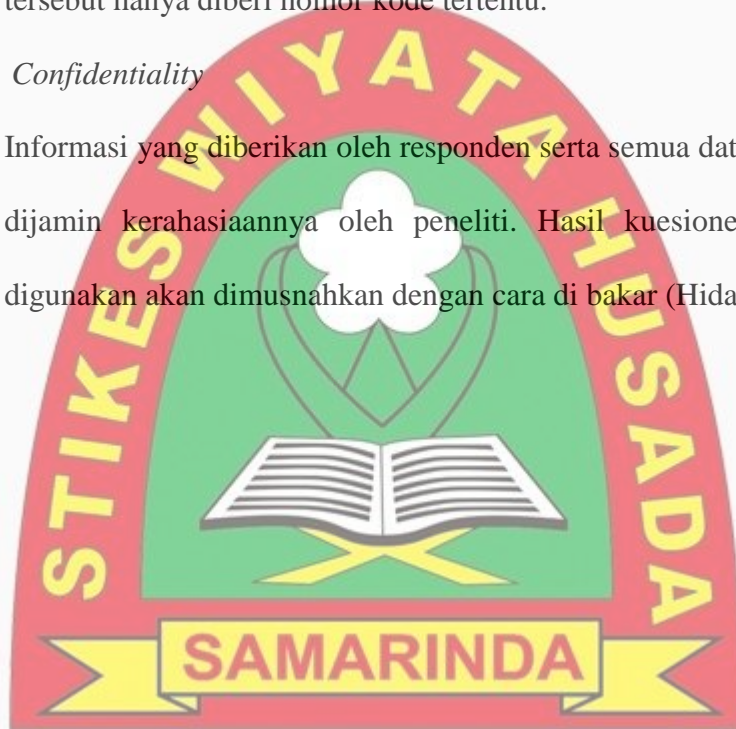 tersebut hanya diberi nomor kode tertentu.
Confidentiality
Informasi yang diberikan oleh responden serta semua dat
dijamin kerahasiaannya oleh peneliti. Hasil kuesione
digunakan akan dimusnahkan dengan cara di bakar (Hida
STIKES WIYATA HUSADA
SAMARINDA